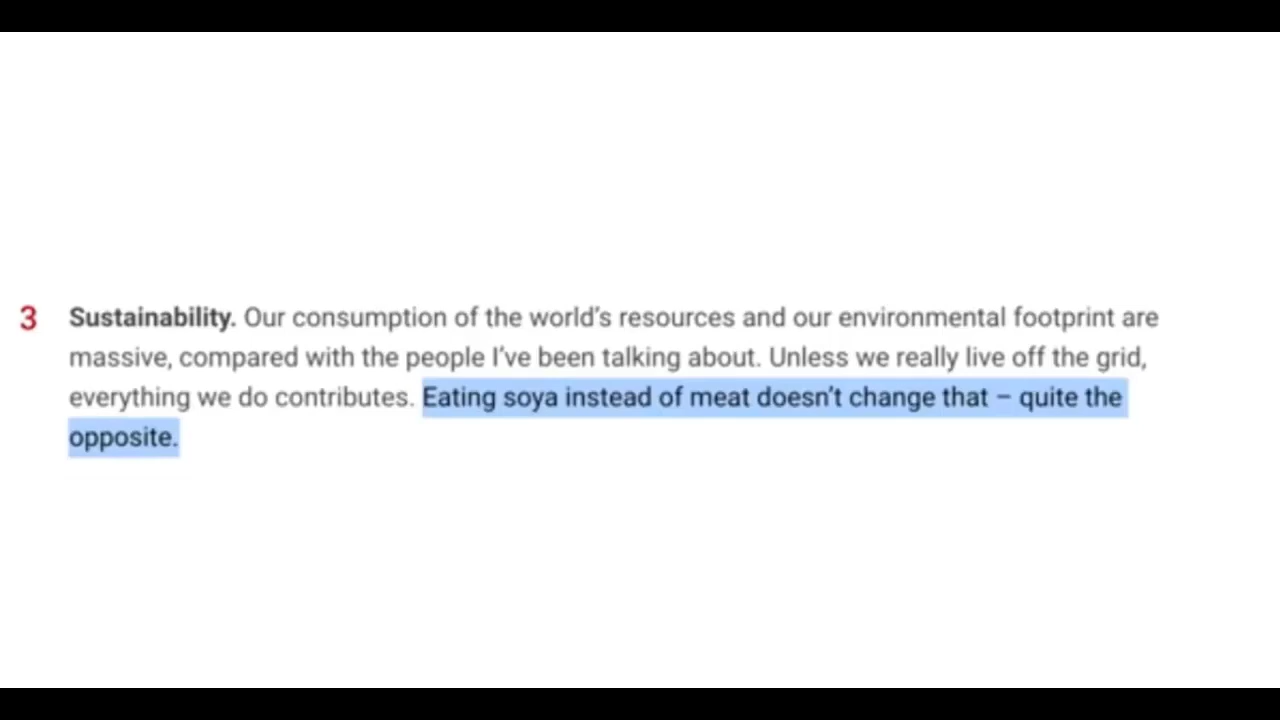 3 Sustainability. Our consumption of the world's resources and our environmental footprint are
massive, compared with the people I've been talking about. Unless we really live off the grid,
everything we do contributes. Eating soya instead of meat doesn't change that – quite the
opposite.